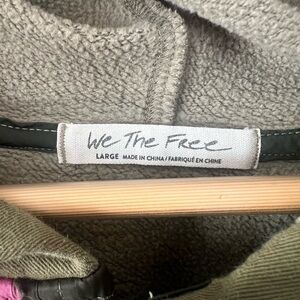 We The Free
LARGE MADE IN CHINA / FABRIQUÉ EN CHINE